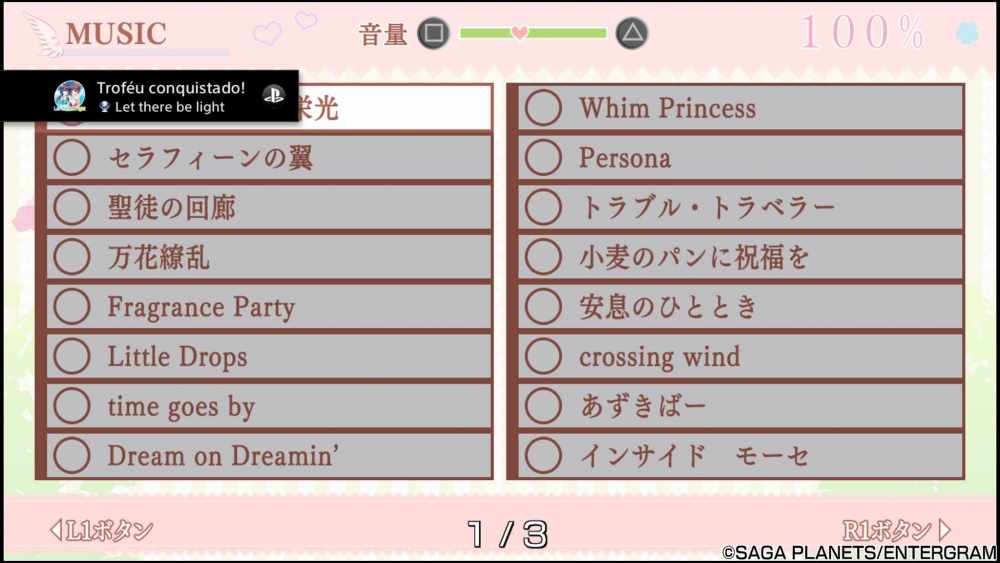 MUSIC
音量
100%
Troféu conquistado!
Let there be light
栄光
セラフィーンの翼
聖徒の回廊
万花繚乱
Fragrance Party
Little Drops
time goes by
Dream on Dreamin’
Whim Princess
Persona
トラブル・トラベラー
小麦のパンに祝福を
安息のひととき
crossing wind
あずきばー
インサイド　モーセ
L1ボタン
1/3
R1ボタン
©SAGA PLANETS/ENTERGRAM